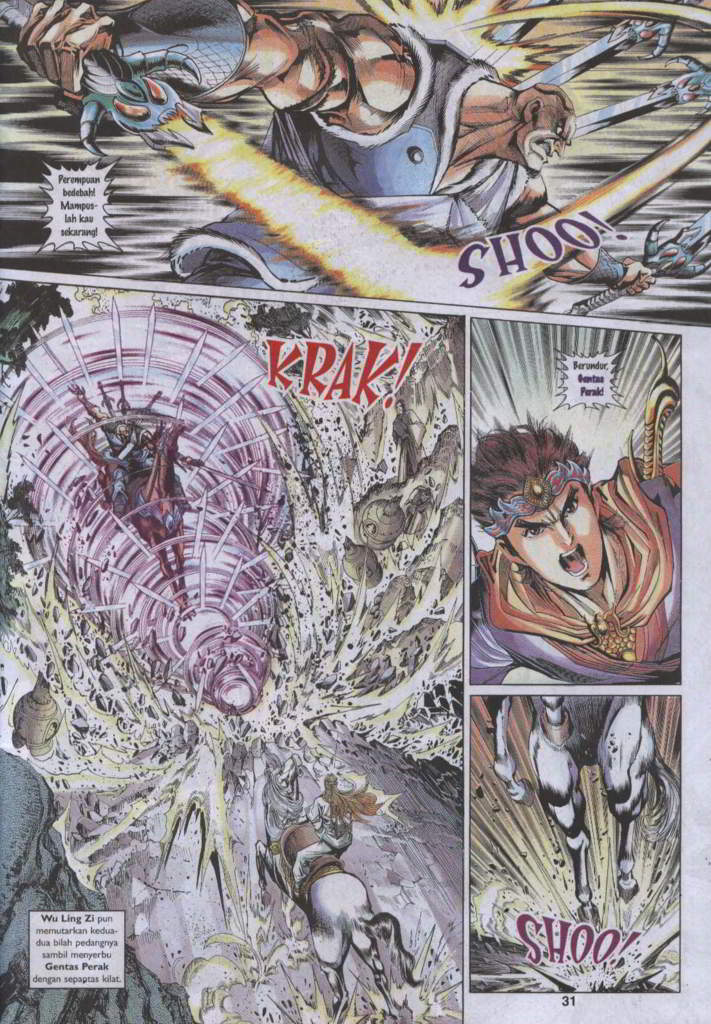 Perempuan
bedebah!
Mampus-
lah kau
sekarang!
SHOO!
KRAK!
Berundur,
Gentas
Perak!
Wu Ling Zi pun
memutarkan kedua-
dua bilah pedangnya
sambil menyerbu
Gentas Perak
dengan sepantas kilat.
SHOO!
31